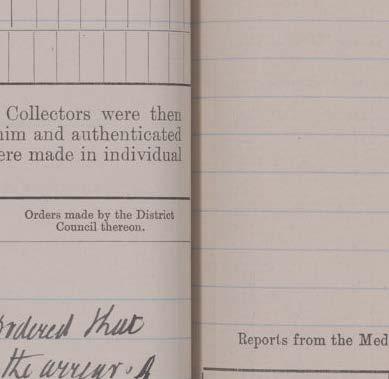 Collectors were then
him and authenticated
ere made in individual
Orders made by the District
Council thereon.
Ordered that
the arrear of
Reports from the Med